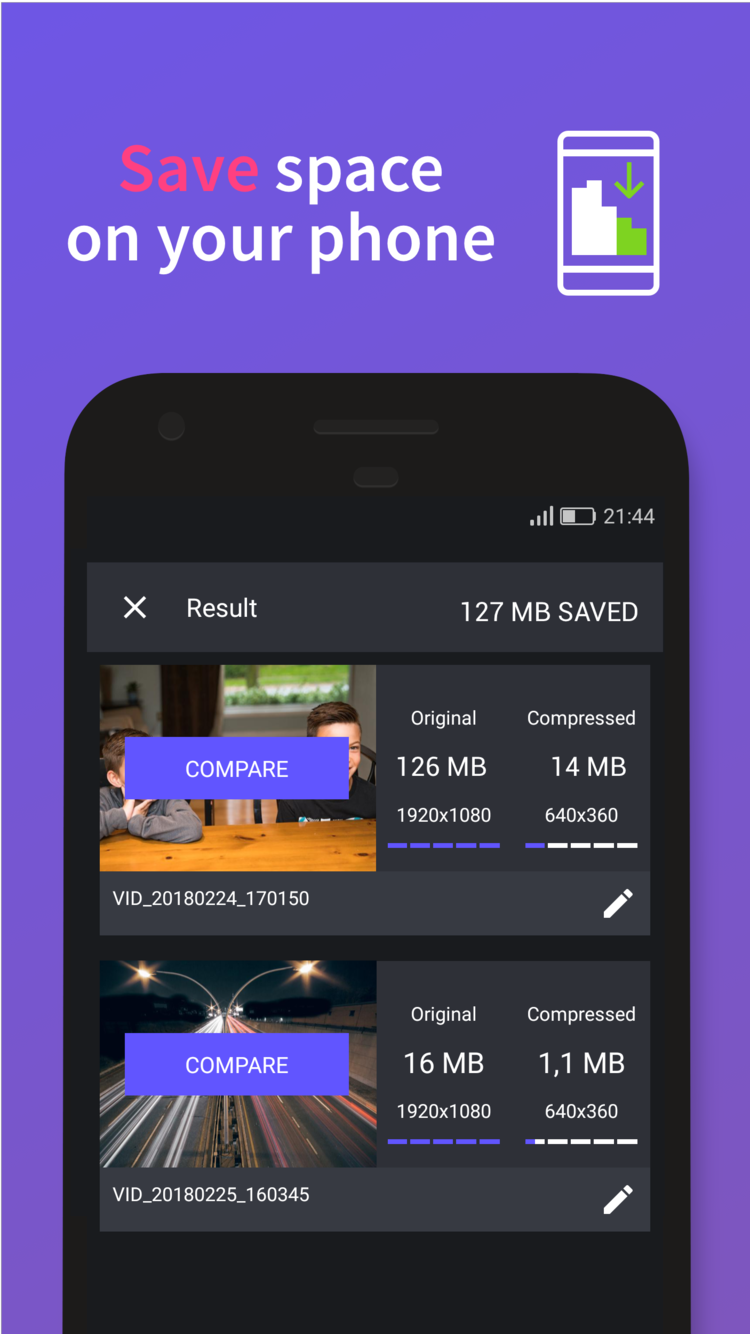 Save space
on your phone
21:44
Result
127 MB SAVED
COMPARE
Original Compressed
126 MB 14 MB
1920x1080 640x360
VID_20180224_170150
COMPARE
Original Compressed
16 MB 1,1 MB
1920x1080 640x360
VID_20180225_160345